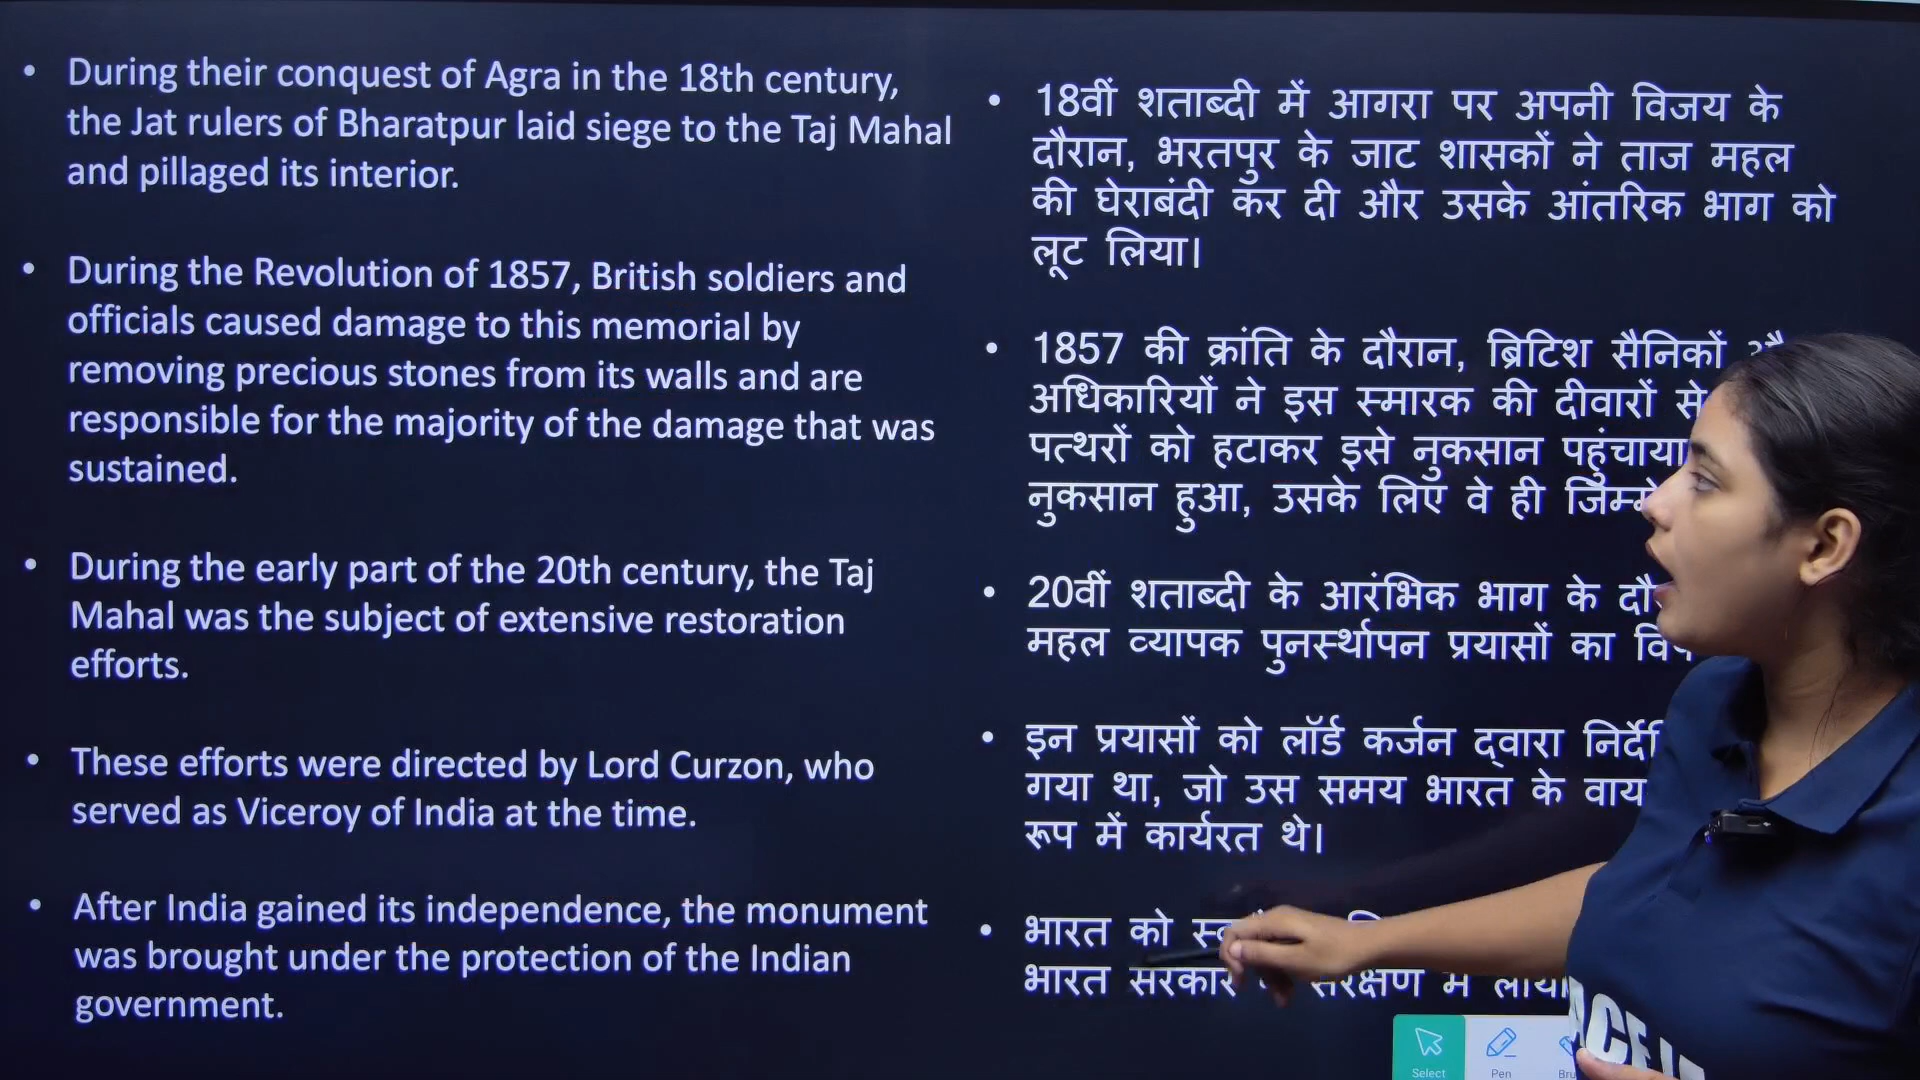 • During their conquest of Agra in the 18th century,
the Jat rulers of Bharatpur laid siege to the Taj Mahal
and pillaged its interior.
• During the Revolution of 1857, British soldiers and
officials caused damage to this memorial by
removing precious stones from its walls and are
responsible for the majority of the damage that was
sustained.
• During the early part of the 20th century, the Taj
Mahal was the subject of extensive restoration
efforts.
• These efforts were directed by Lord Curzon, who
served as Viceroy of India at the time.
• After India gained its independence, the monument
was brought under the protection of the Indian
government.
• 18वीं शताब्दी में आगरा पर अपनी विजय के
दौरान, भरतपुर के जाट शासकों ने ताज महल
की घेराबंदी कर दी और उसके आंतरिक भाग को
लूट लिया।
• 1857 की क्रांति के दौरान, ब्रिटिश सैनिकों
अधिकारियों ने इस स्मारक की दीवारों से
पत्थरों को हटाकर इसे नुकसान पहुंचाया
नुकसान हुआ, उसके लिए वे ही
• 20वीं शताब्दी के आरंभिक भाग के
महल व्यापक पुनर्स्थापन प्रयासों का
• इन प्रयासों को लॉर्ड कर्जन द्वारा
गया था, जो उस समय भारत के
रूप में कार्यरत थे।
• भारत को
भारत सरकार संरक्षण में
Select
Pen